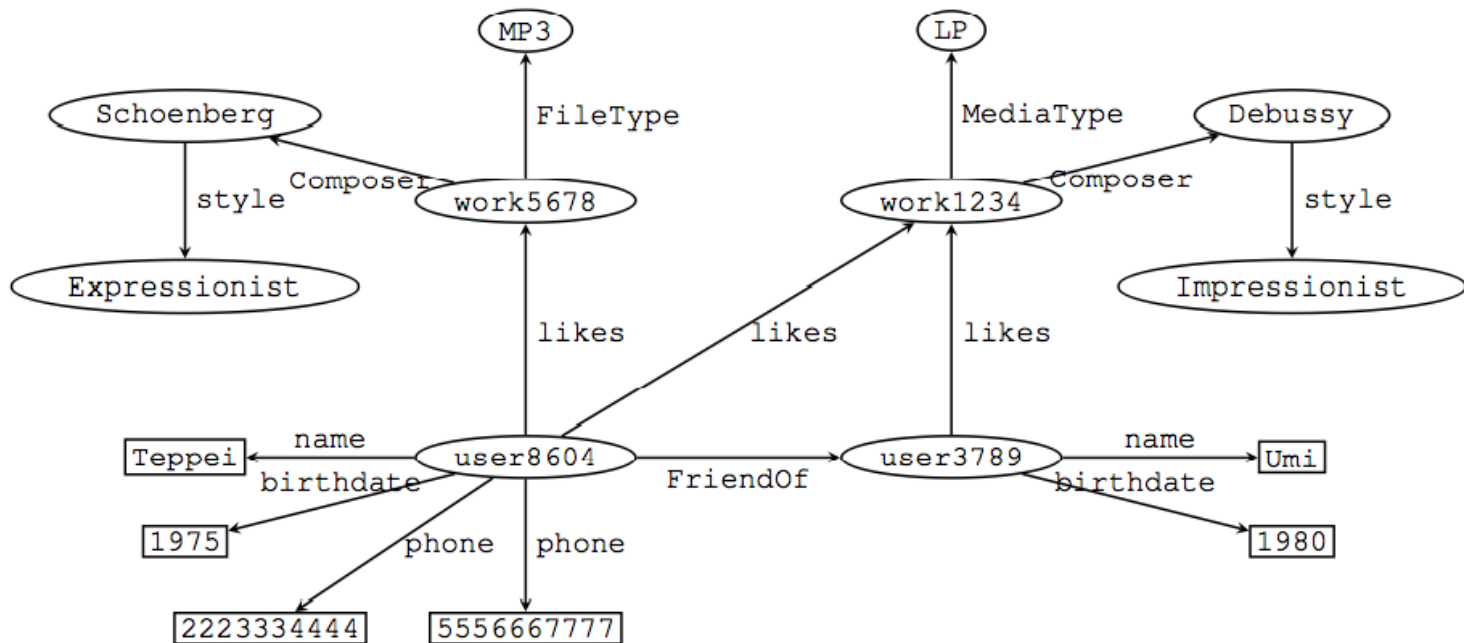 MP3
LP
Schoenberg
FileType
MediaType
Debussy
style
Composer
work5678
work1234
Composer
style
Expressionist
Impressionist
likes
likes
likes
Teppei
name
user8604
FriendOf
user3789
name
Umi
birthdate
birthdate
1975
phone
phone
1980
2223334444
5556667777